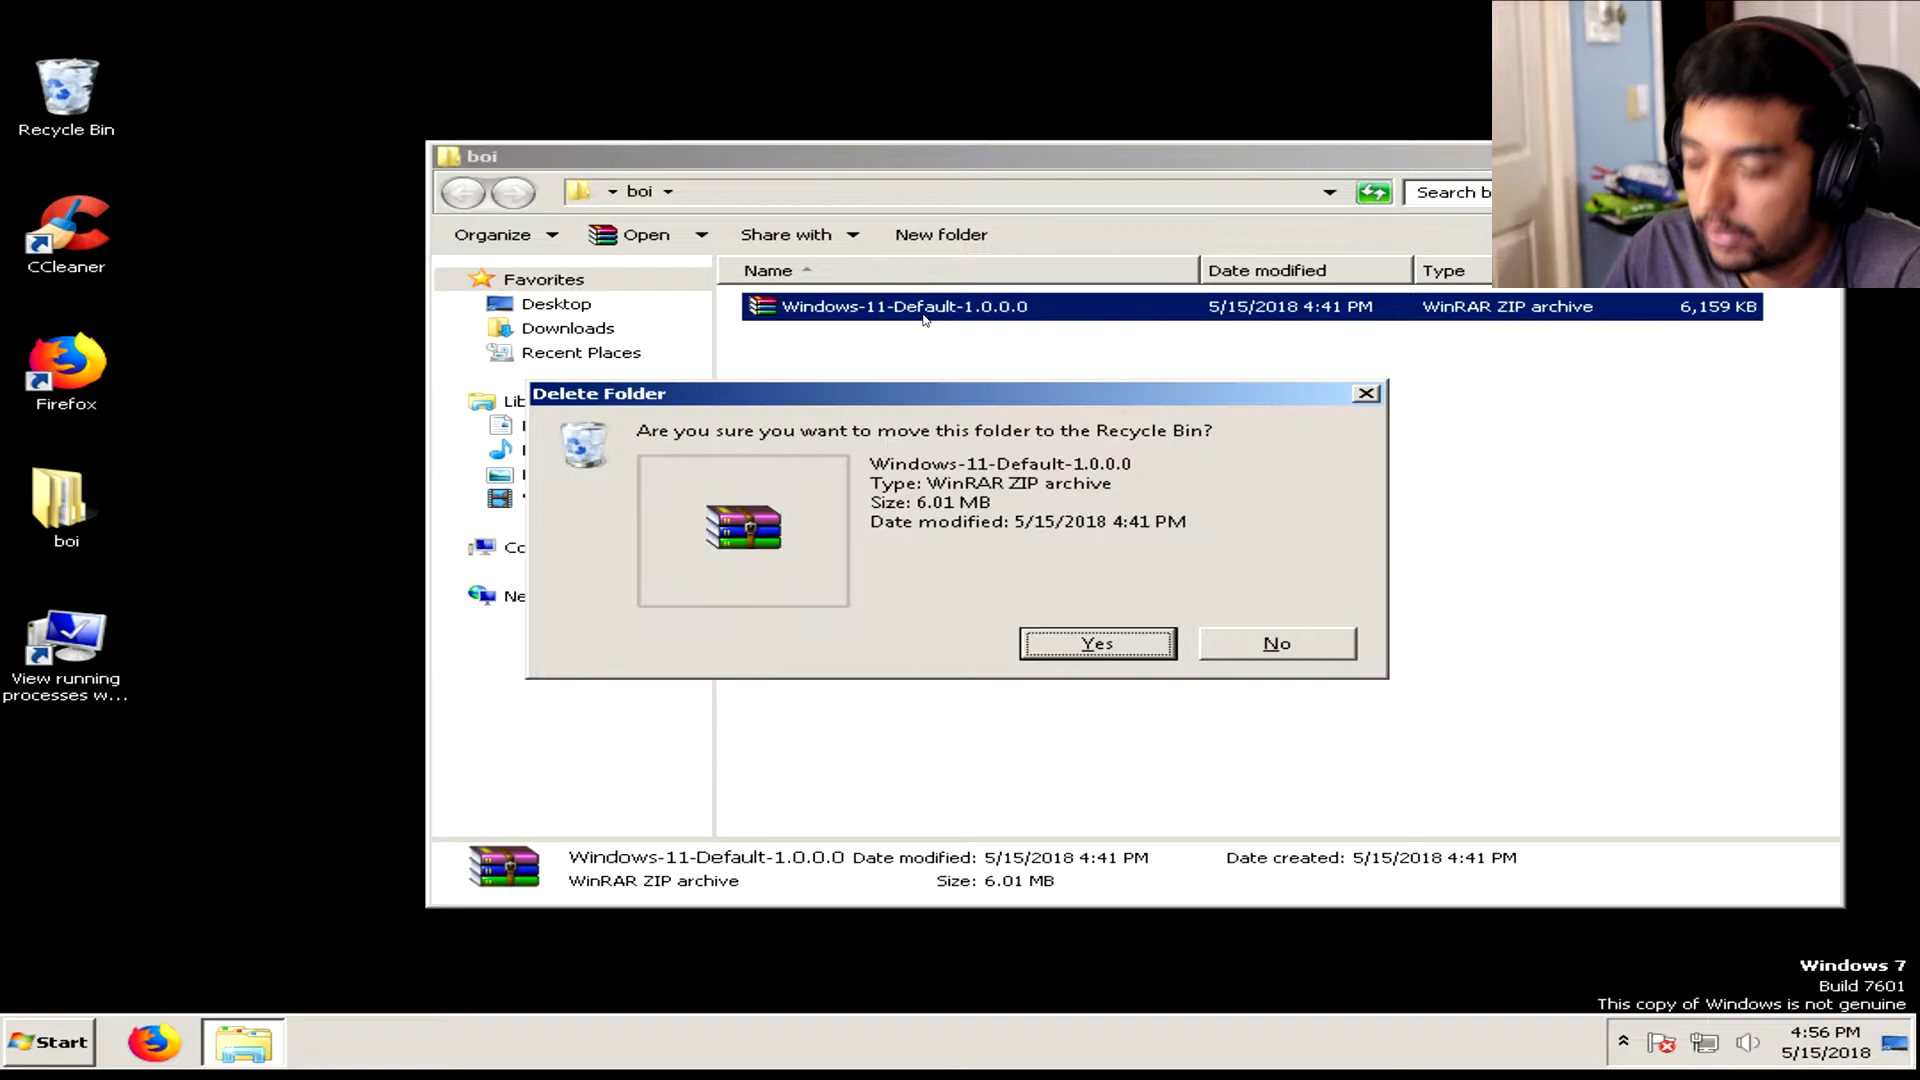 Recycle Bin
CCleaner
Firefox
boi
View running
processes w...
boi
boi
Search b
Organize
Open
Share with
New folder
Name
Date modified
Type
Favorites
Desktop
Downloads
Recent Places
Lib
Co
Ne
Windows-11-Default-1.0.0.0
5/15/2018 4:41 PM
WinRAR ZIP archive
6,159 KB
Delete Folder
Are you sure you want to move this folder to the Recycle Bin?
Windows-11-Default-1.0.0.0
Type: WinRAR ZIP archive
Size: 6.01 MB
Date modified: 5/15/2018 4:41 PM
Yes
No
Windows-11-Default-1.0.0.0 Date modified: 5/15/2018 4:41 PM
Date created: 5/15/2018 4:41 PM
WinRAR ZIP archive
Size: 6.01 MB
Windows 7
Build 7601
This copy of Windows is not genuine
Start
4:56 PM
5/15/2018